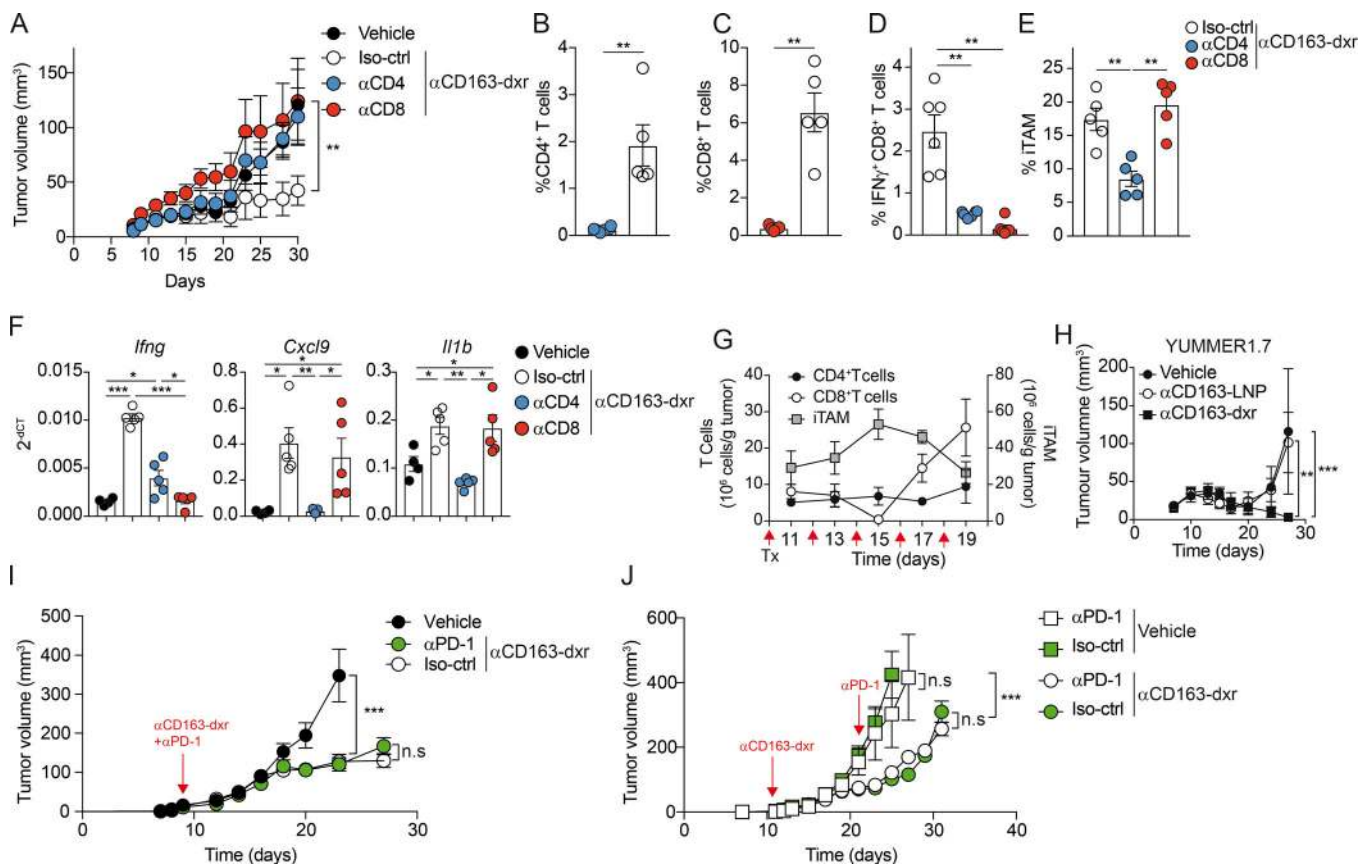 A
Tumor volume (mm³)
150
100
50
0
0 5 10 15 20 25 30
Days
Vehicle
Iso-ctrl
αCD4
αCD8
αCD163-dxr
**
B
%CD4⁺ T cells
4
3
2
1
0
**
C
%CD8⁺ T cells
10
8
6
4
2
0
**
D
% IFNγ⁺ CD8⁺ T cells
5
4
3
2
1
0
**
**
E
% iTAM
25
20
15
10
5
0
** **
Iso-ctrl
αCD4
αCD8
αCD163-dxr
F
2^-dCT
Ifng
0.015
0.010
0.005
0.000
* *
*** ***
Cxcl9
0.8
0.6
0.4
0.2
0.0
*
* ** *
Il1b
0.3
0.2
0.1
0.0
*
* ** *
Vehicle
Iso-ctrl
αCD4
αCD8
αCD163-dxr
G
T Cells
(10⁶ cells/g tumor)
40
30
20
10
0
CD4⁺T cells
CD8⁺T cells
iTAM
80
60
40
20
0
iTAM
(10⁶ cells/g tumor)
11 13 15 17 19
Tx
Time (days)
H
YUMMER1.7
Tumour volume (mm³)
200
150
100
50
0
0 10 20 30
Time (days)
Vehicle
αCD163-LNP
αCD163-dxr
** ***
I
Tumor volume (mm³)
500
400
300
200
100
0
0 10 20 30
Time (days)
αCD163-dxr
+αPD-1
Vehicle
αPD-1
Iso-ctrl
αCD163-dxr
***
n.s
J
Tumor volume (mm³)
600
400
200
0
0 10 20 30 40
Time (days)
αCD163-dxr
αPD-1
n.s
***
n.s
αPD-1
Iso-ctrl
Vehicle
αPD-1
Iso-ctrl
αCD163-dxr